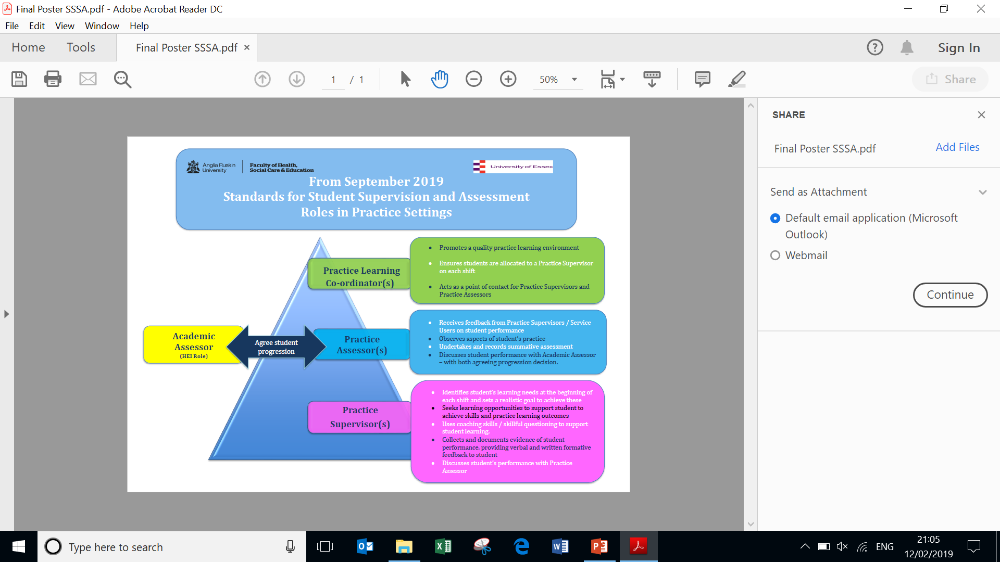 Final Poster SSSA.pdf - Adobe Acrobat Reader DC
File Edit View Window Help
Home Tools Final Poster SSSA.pdf × Sign In
1 / 1 50% Share
Anglia Ruskin
University
Faculty of Health,
Social Care & Education
University of Essex
From September 2019
Standards for Student Supervision and Assessment
Roles in Practice Settings
Practice Learning
Co-ordinator(s)
• Promotes a quality practice learning environment
• Ensures students are allocated to a Practice Supervisor
on each shift
• Acts as a point of contact for Practice Supervisors and
Practice Assessors
Academic
Assessor
(HEI Role)
Agree student
progression
Practice
Assessor(s)
• Receives feedback from Practice Supervisors / Service
Users on student performance
• Observes aspects of student's practice
• Undertakes and records summative assessment
• Discusses student performance with Academic Assessor
– with both agreeing progression decision.
Practice
Supervisor(s)
• Identifies student's learning needs at the beginning of
each shift and sets a realistic goal to achieve these
• Seeks learning opportunities to support student to
achieve skills and practice learning outcomes
• Uses coaching skills / skillful questioning to support
student learning.
• Collects and documents evidence of student
performance, providing verbal and written formative
feedback to student
• Discusses student's performance with Practice
Assessor
SHARE
Final Poster SSSA.pdf Add Files
Send as Attachment
Default email application (Microsoft
Outlook)
Webmail
Continue
Type here to search
ENG
21:05
12/02/2019